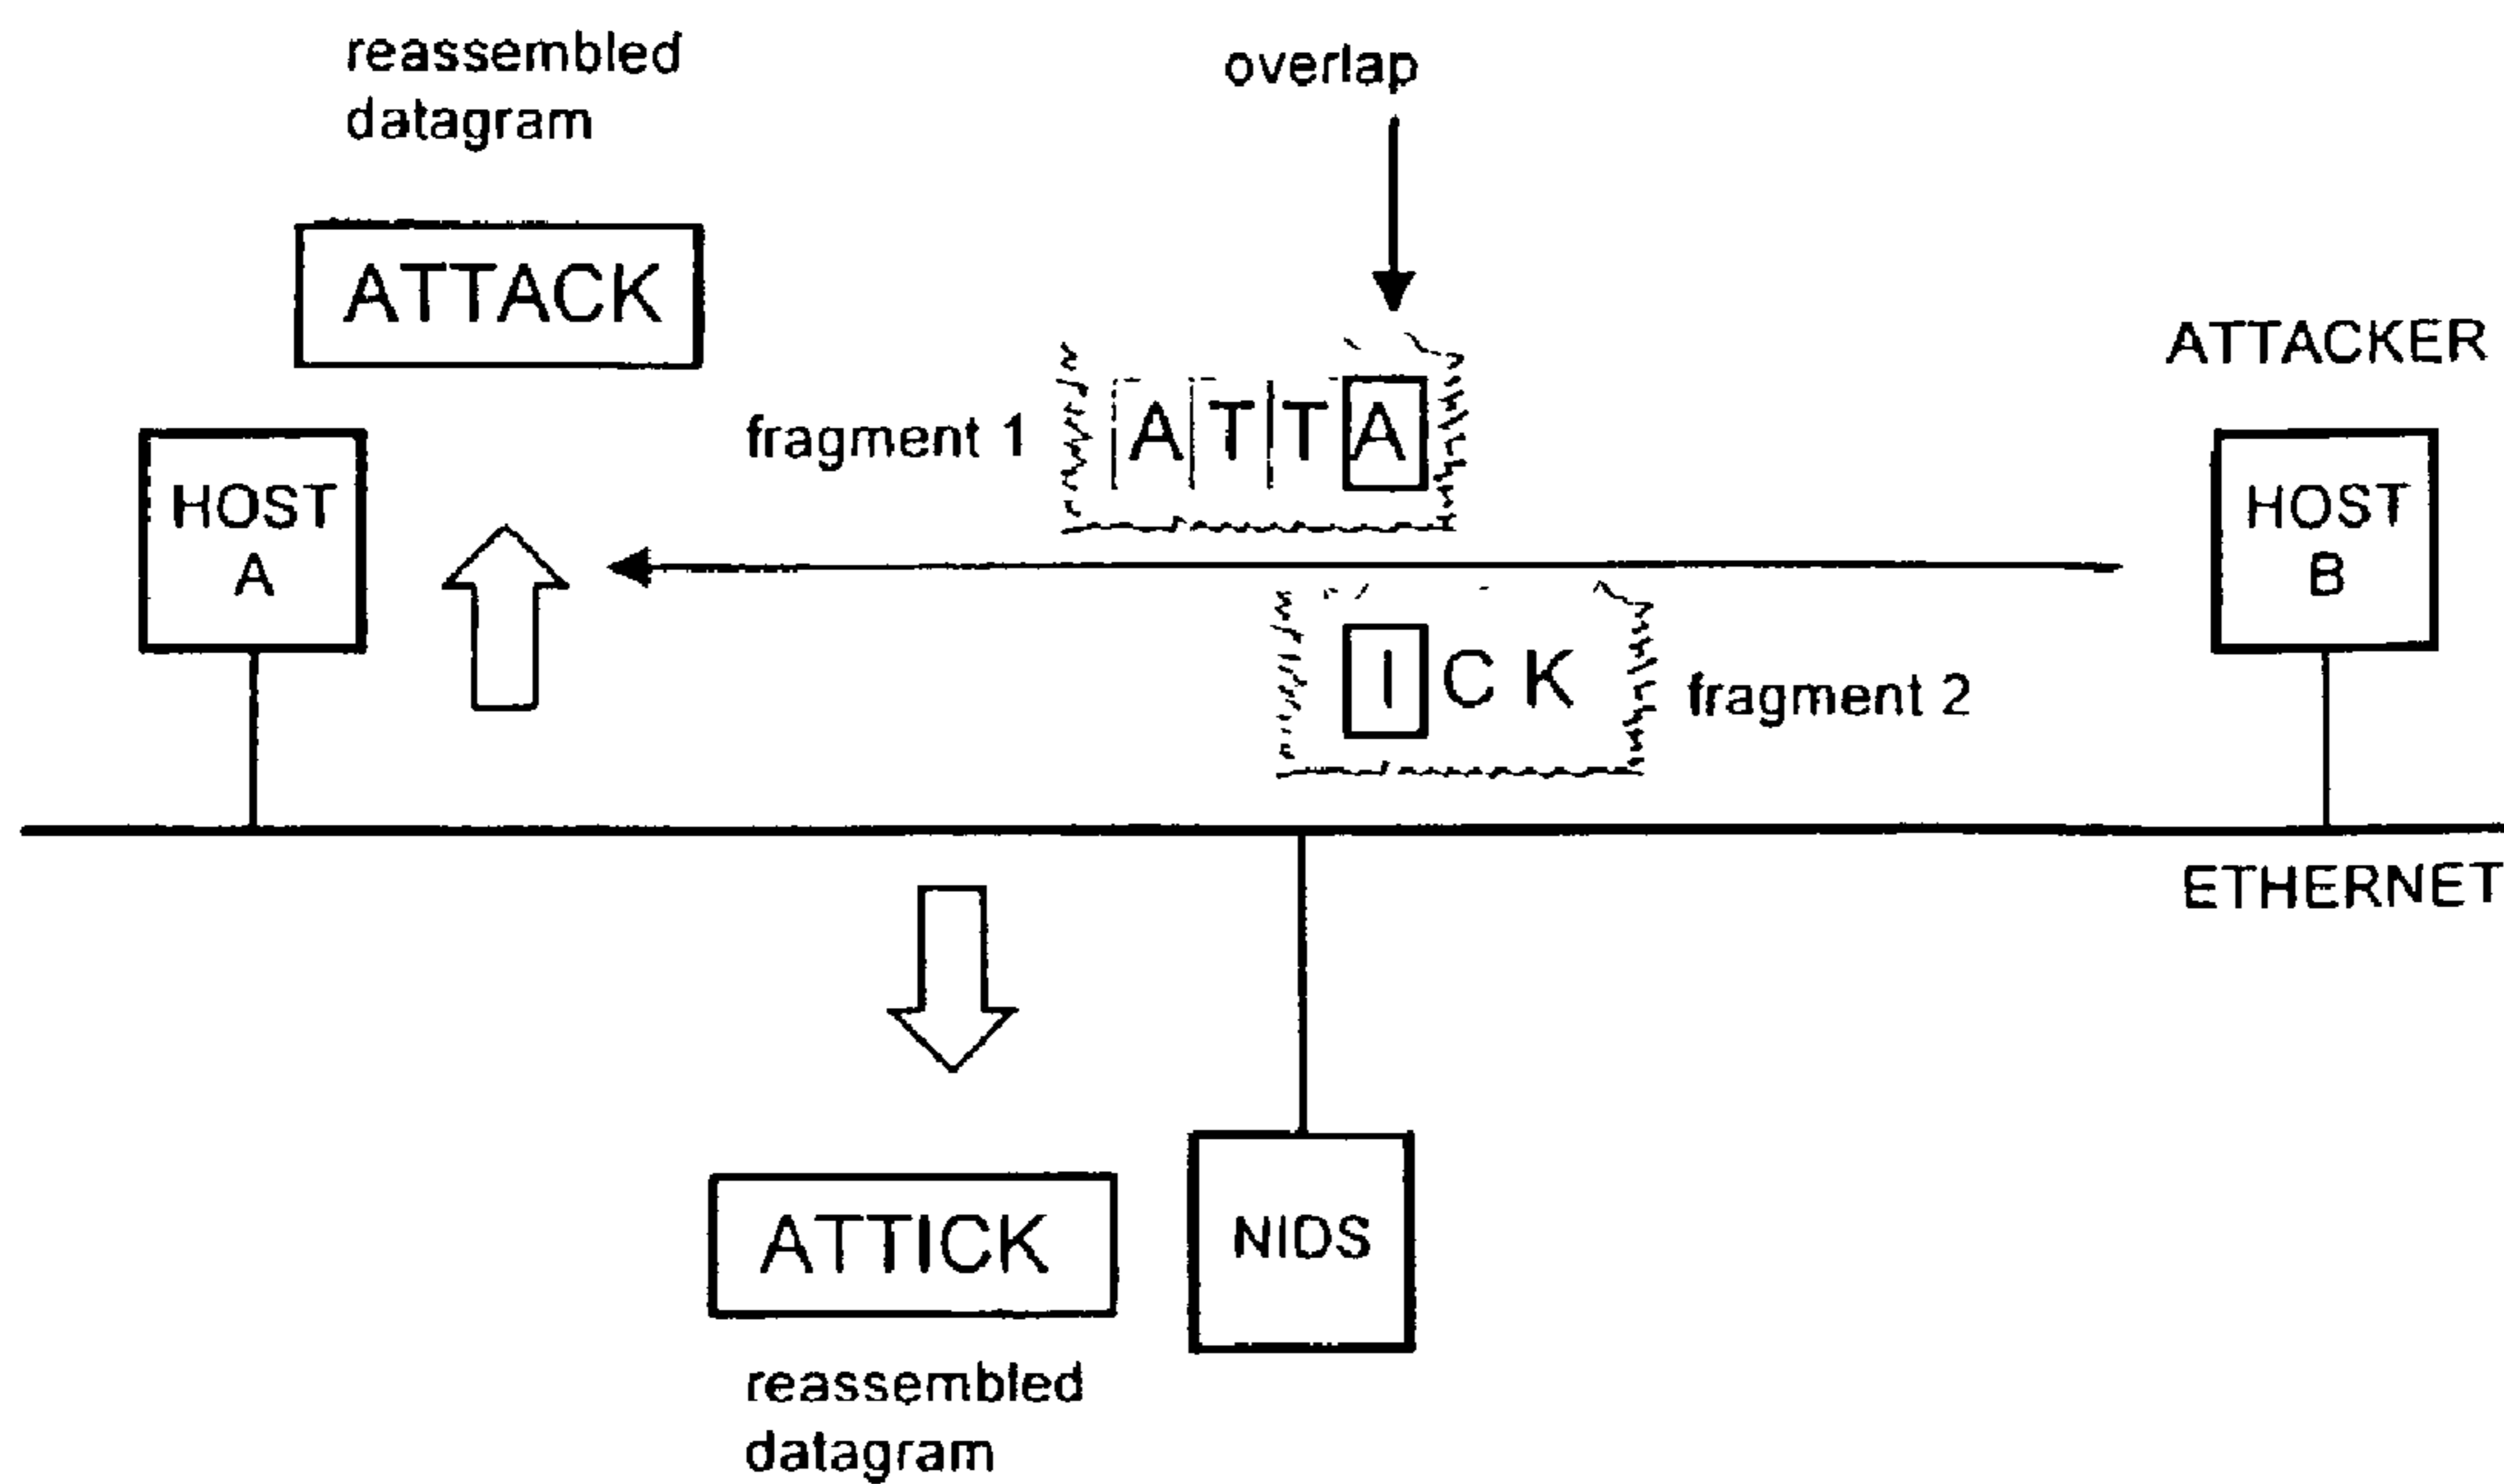 reassembled
datagram
overlap
ATTACK
ATTACKER
fragment 1
A T T A
HOST
A
HOST
B
I C K
fragment 2
ETHERNET
ATTICK
NIDS
reassembled
datagram